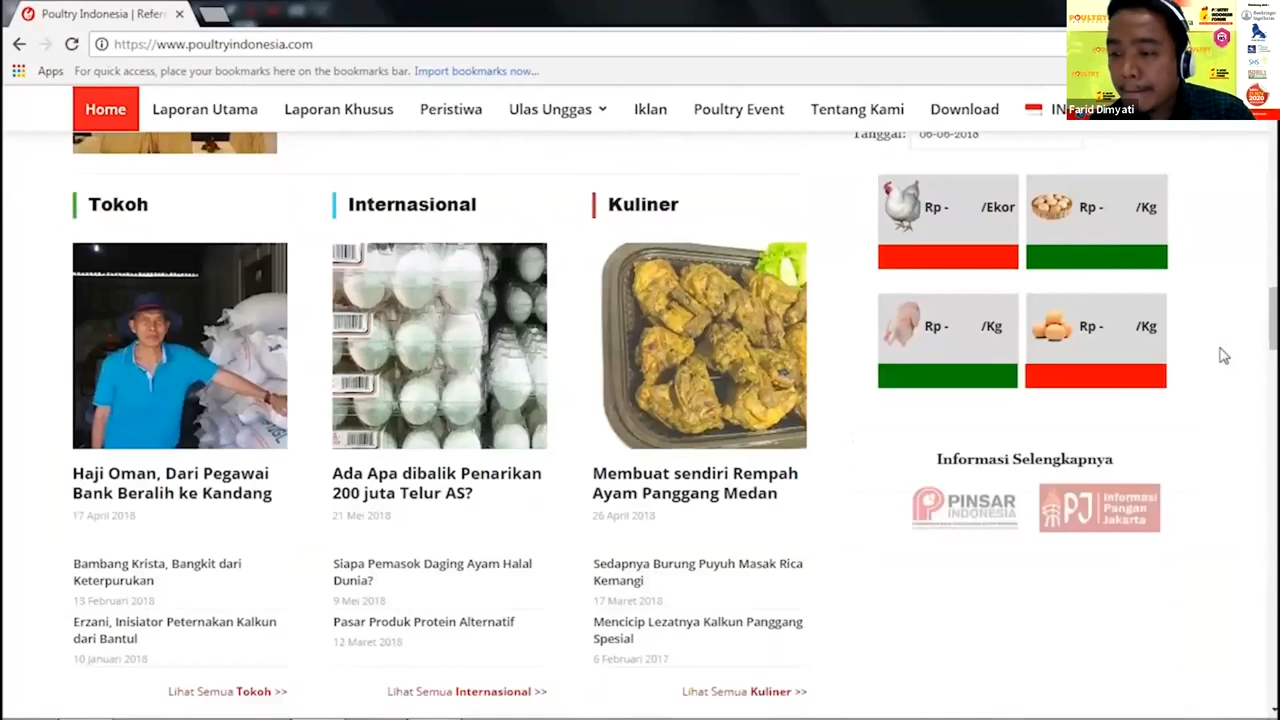 Poultry Indonesia | Refere
https://www.poultryindonesia.com
Apps
For quick access, place your bookmarks here on the bookmarks bar. Import bookmarks now...
Home
Laporan Utama
Laporan Khusus
Peristiwa
Ulas Unggas
Iklan
Poultry Event
Tentang Kami
Download
IN
Farid Dimyati
Tanggal:
06-06-2018
Tokoh
Internasional
Kuliner
Rp - /Ekor
Rp - /Kg
Rp - /Kg
Rp - /Kg
Haji Oman, Dari Pegawai
Bank Beralih ke Kandang
17 April 2018
Ada Apa dibalik Penarikan
200 juta Telur AS?
21 Mei 2018
Membuat sendiri Rempah
Ayam Panggang Medan
26 April 2018
Informasi Selengkapnya
PINSAR
INDONESIA
PJ
Informasi
Pangan
Jakarta
Bambang Krista, Bangkit dari
Keterpurukan
13 Februari 2018
Erzani, Inisiator Peternakan Kalkun
dari Bantul
10 Januari 2018
Siapa Pemasok Daging Ayam Halal
Dunia?
9 Mei 2018
Pasar Produk Protein Alternatif
12 Maret 2018
Sedapnya Burung Puyuh Masak Rica
Kemangi
17 Maret 2018
Mencicip Lezatnya Kalkun Panggang
Spesial
6 Februari 2017
Lihat Semua Tokoh >>
Lihat Semua Internasional >>
Lihat Semua Kuliner >>